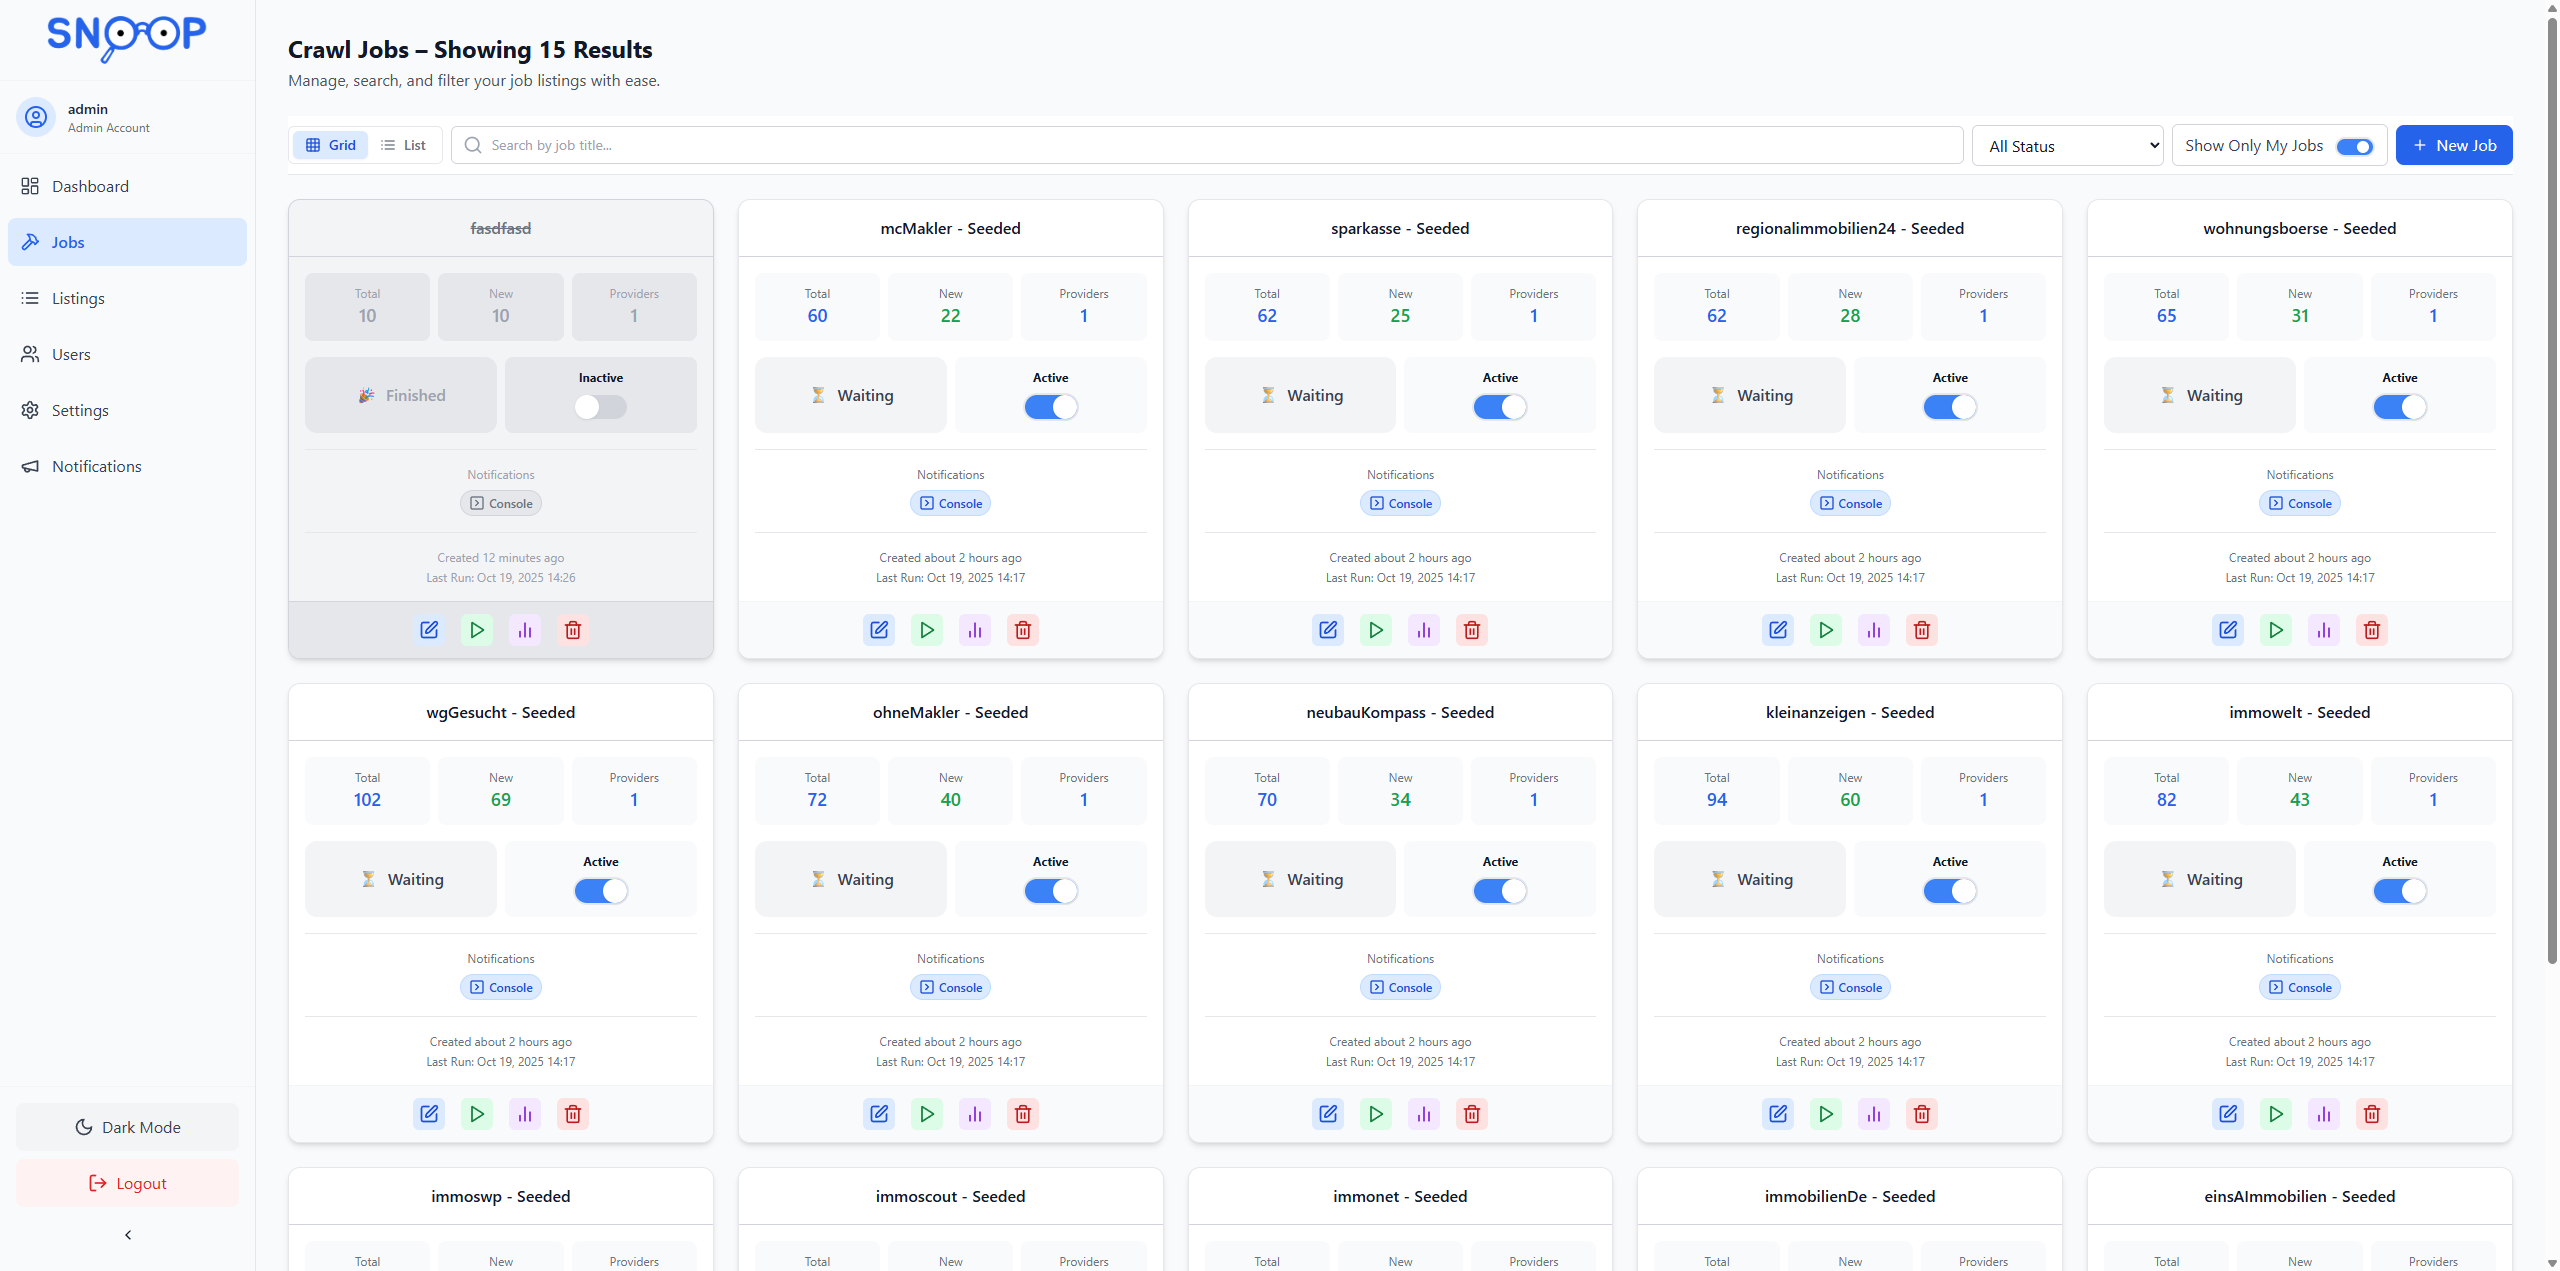 SNOOP
admin
Admin Account
Dashboard
Jobs
Listings
Users
Settings
Notifications
Dark Mode
Logout
Crawl Jobs – Showing 15 Results
Manage, search, and filter your job listings with ease.
Grid List Search by job title... All Status Show Only My Jobs New Job
fasdfasd
Total New Providers
10 10 1
🎉 Finished Inactive
Notifications
Console
Created 12 minutes ago
Last Run: Oct 19, 2025 14:26
mcMakler - Seeded
Total New Providers
60 22 1
⏳ Waiting Active
Notifications
Console
Created about 2 hours ago
Last Run: Oct 19, 2025 14:17
sparkasse - Seeded
Total New Providers
62 25 1
⏳ Waiting Active
Notifications
Console
Created about 2 hours ago
Last Run: Oct 19, 2025 14:17
regionalimmobilien24 - Seeded
Total New Providers
62 28 1
⏳ Waiting Active
Notifications
Console
Created about 2 hours ago
Last Run: Oct 19, 2025 14:17
wohnungsboerse - Seeded
Total New Providers
65 31 1
⏳ Waiting Active
Notifications
Console
Created about 2 hours ago
Last Run: Oct 19, 2025 14:17
wgGesucht - Seeded
Total New Providers
102 69 1
⏳ Waiting Active
Notifications
Console
Created about 2 hours ago
Last Run: Oct 19, 2025 14:17
ohneMakler - Seeded
Total New Providers
72 40 1
⏳ Waiting Active
Notifications
Console
Created about 2 hours ago
Last Run: Oct 19, 2025 14:17
neubauKompass - Seeded
Total New Providers
70 34 1
⏳ Waiting Active
Notifications
Console
Created about 2 hours ago
Last Run: Oct 19, 2025 14:17
kleinanzeigen - Seeded
Total New Providers
94 60 1
⏳ Waiting Active
Notifications
Console
Created about 2 hours ago
Last Run: Oct 19, 2025 14:17
immowelt - Seeded
Total New Providers
82 43 1
⏳ Waiting Active
Notifications
Console
Created about 2 hours ago
Last Run: Oct 19, 2025 14:17
immoswp - Seeded
Total New Providers
immoscout - Seeded
Total New Providers
immonet - Seeded
Total New Providers
immobilienDe - Seeded
Total New Providers
einsAImmobilien - Seeded
Total New Providers